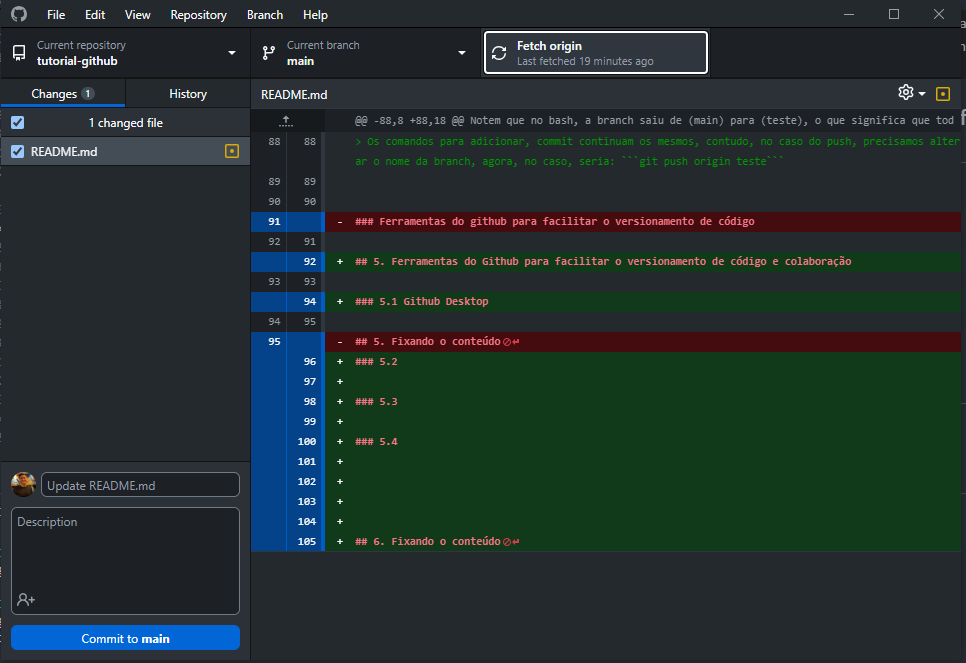 File Edit View Repository Branch Help
Current repository
tutorial-github
Current branch
main
Fetch origin
Last fetched 19 minutes ago
Changes 1 History
1 changed file
README.md
README.md
@@ -88,8 +88,18 @@ Notem que no bash, a branch saiu de (main) para (teste), o que significa que tod
88 88 > Os comandos para adicionar, commit continuam os mesmos, contudo, no caso do push, precisamos alter
ar o nome da branch, agora, no caso, seria: ```git push origin teste```
89 89
90 90
91 - ### Ferramentas do github para facilitar o versionamento de código
92 91
92 + ## 5. Ferramentas do Github para facilitar o versionamento de código e colaboração
93 93
94 + ### 5.1 Github Desktop
94 95
95 - ## 5. Fixando o conteúdo
96 + ### 5.2
97 +
98 + ### 5.3
99 +
100 + ### 5.4
101 +
102 +
103 +
104 +
105 + ## 6. Fixando o conteúdo
Update README.md
Description
Commit to main